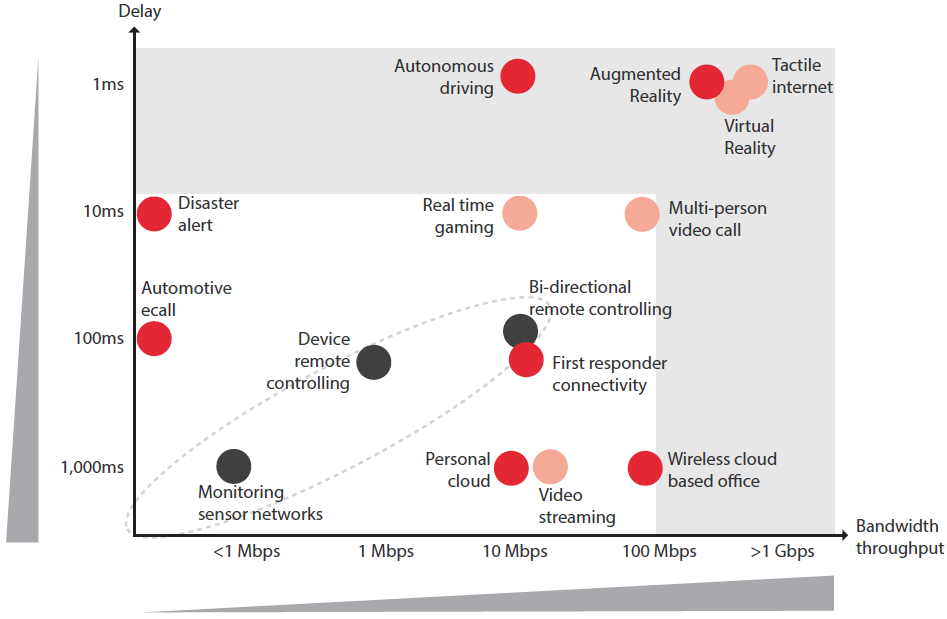 Delay
1ms
Autonomous
driving
Augmented
Reality
Tactile
internet
Virtual
Reality
10ms
Disaster
alert
Real time
gaming
Multi-person
video call
Automotive
ecall
100ms
Bi-directional
remote controlling
Device
remote
controlling
First responder
connectivity
1,000ms
Monitoring
sensor networks
Personal
cloud
Video
streaming
Wireless cloud
based office
<1 Mbps
1 Mbps
10 Mbps
100 Mbps
>1 Gbps
Bandwidth
throughput